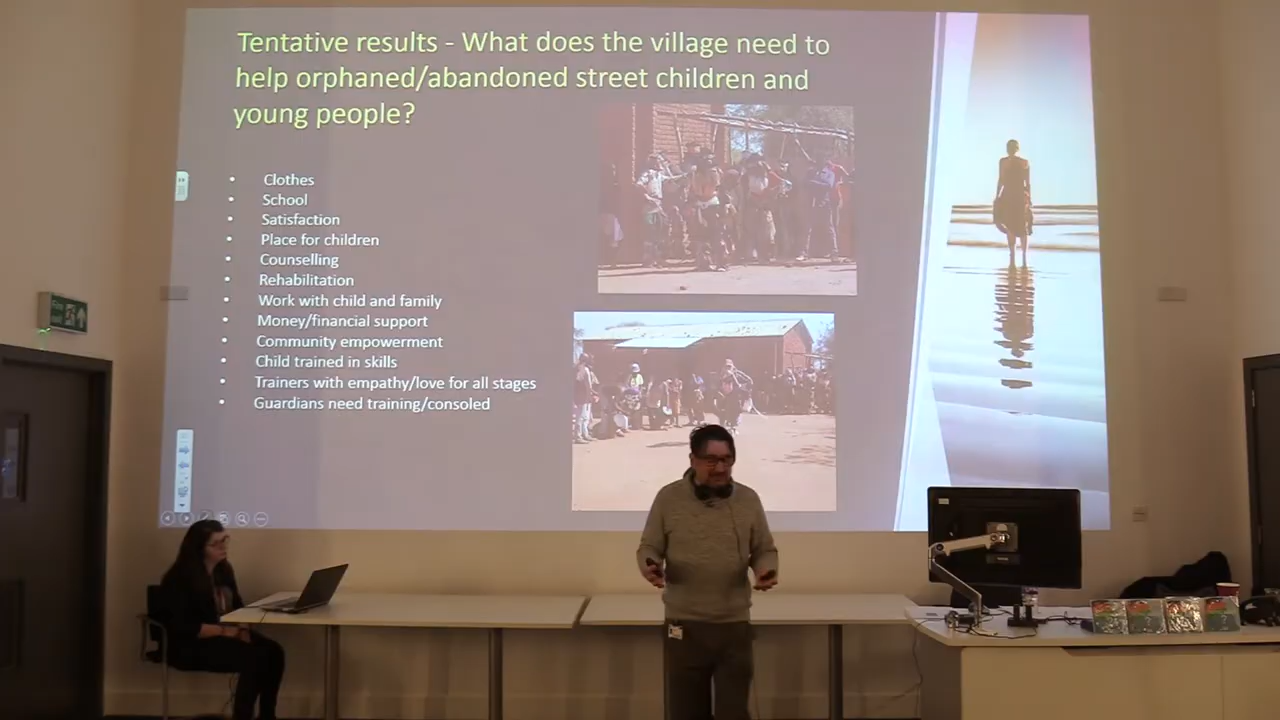 Tentative results - What does the village need to
help orphaned/abandoned street children and
young people?
• Clothes
• School
• Satisfaction
• Place for children
• Counselling
• Rehabilitation
• Work with child and family
• Money/financial support
• Community empowerment
• Child trained in skills
• Trainers with empathy/love for all stages
• Guardians need training/consoled